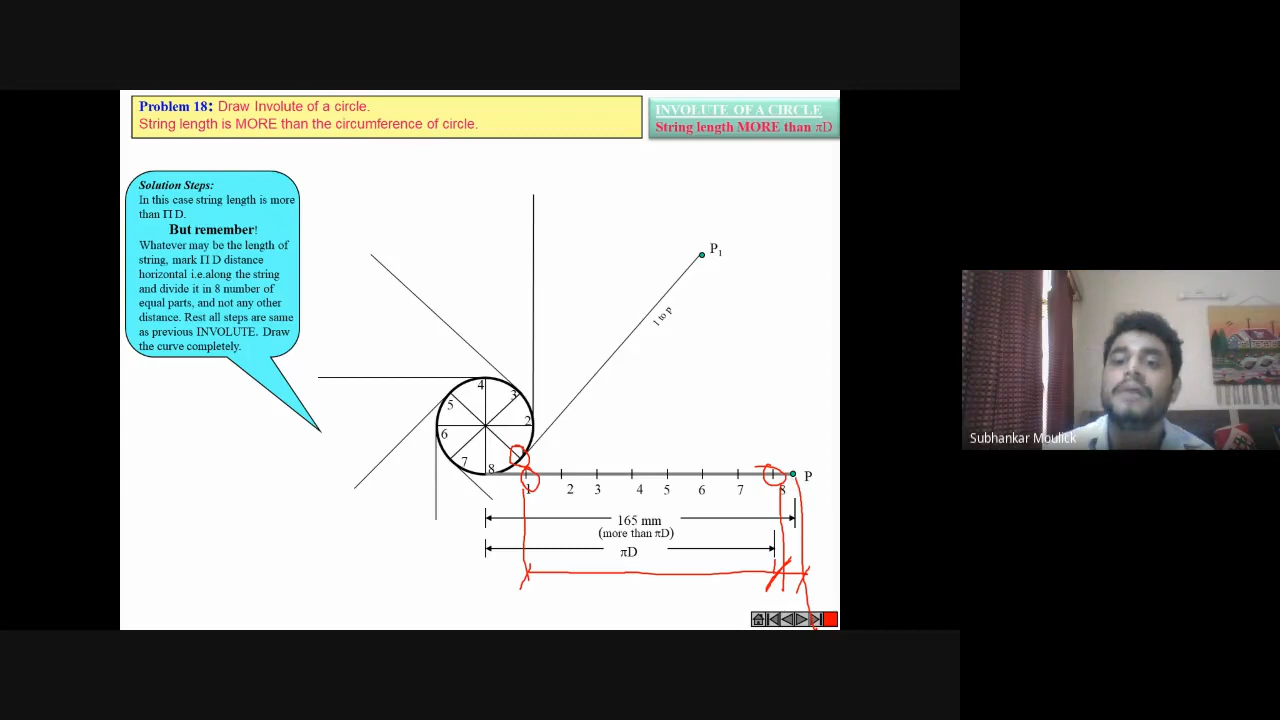 Problem 18: Draw Involute of a circle.
String length is MORE than the circumference of circle.
INVOLUTE OF A CIRCLE
String length MORE than πD
Solution Steps:
In this case string length is more
than Π D.
But remember!
Whatever may be the length of
string, mark Π D distance
horizontal i.e.along the string
and divide it in 8 number of
equal parts, and not any other
distance. Rest all steps are same
as previous INVOLUTE. Draw
the curve completely.
P1
1 to p
4
3
5
2
6
7
8
P
1 2 3 4 5 6 7 8
165 mm
(more than πD)
πD
Subhankar Moulick